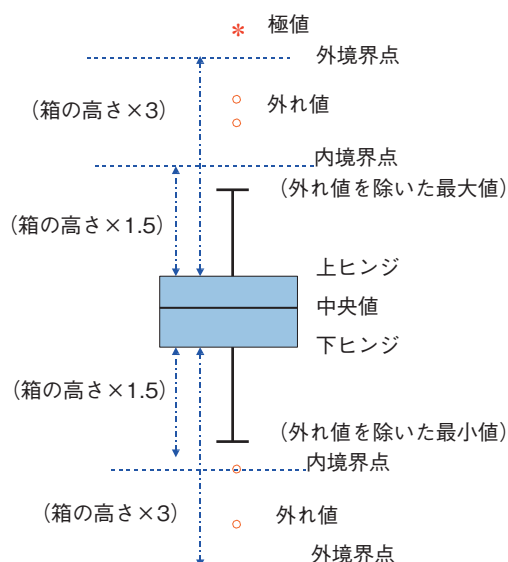 極値
外境界点
(箱の高さ×3)
外れ値
内境界点
(外れ値を除いた最大値)
(箱の高さ×1.5)
上ヒンジ
中央値
下ヒンジ
(箱の高さ×1.5)
(外れ値を除いた最小値)
内境界点
(箱の高さ×3)
外れ値
外境界点